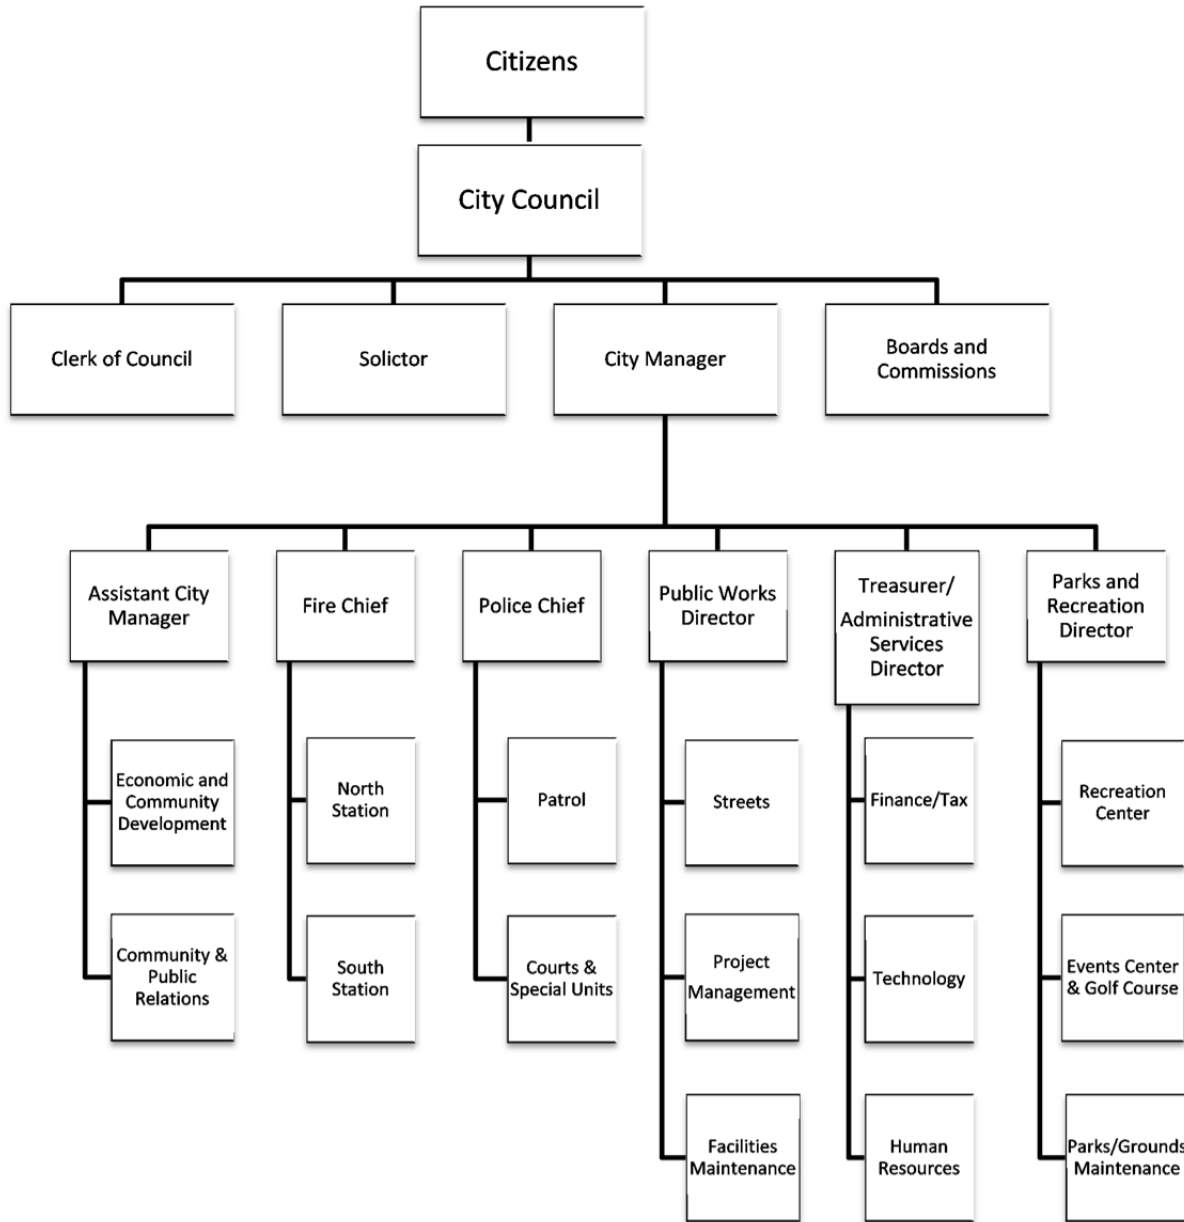 Citizens
City Council
Clerk of Council
Solictor
City Manager
Boards and
Commissions
Assistant City
Manager
Fire Chief
Police Chief
Public Works
Director
Treasurer/
Administrative
Services
Director
Parks and
Recreation
Director
Economic and
Community
Development
North
Station
Patrol
Streets
Finance/Tax
Recreation
Center
Community &
Public
Relations
South
Station
Courts &
Special Units
Project
Management
Technology
Events Center
& Golf Course
Facilities
Maintenance
Human
Resources
Parks/Grounds
Maintenance